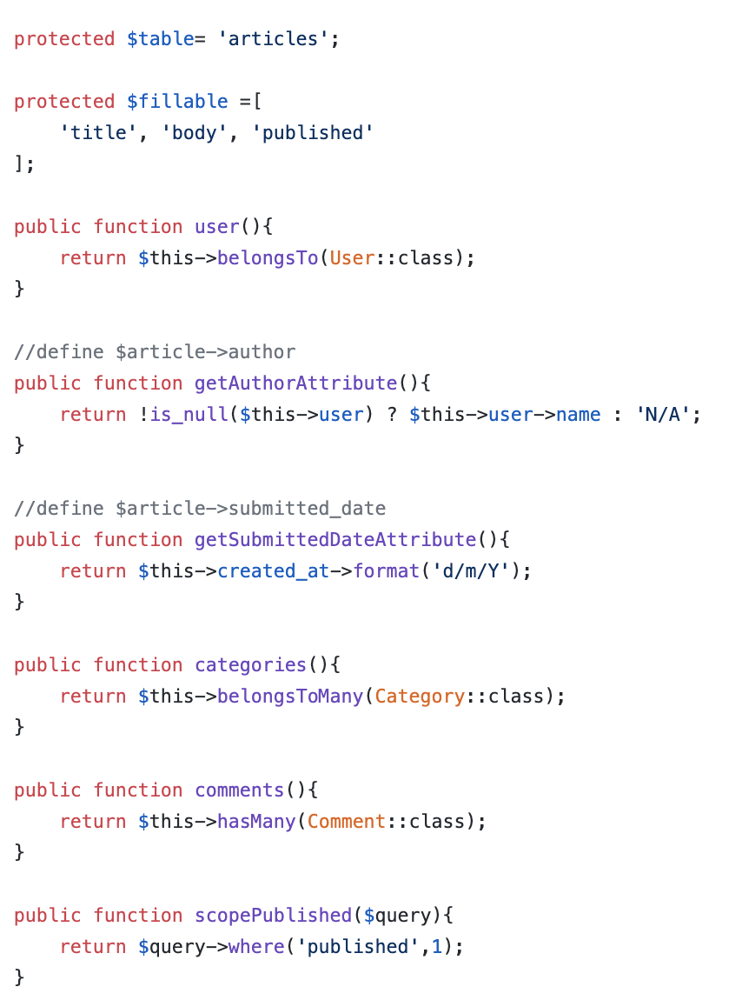 protected $table= 'articles';
protected $fillable =[
    'title', 'body', 'published'
];
public function user(){
    return $this->belongsTo(User::class);
}
//define $article->author
public function getAuthorAttribute(){
    return !is_null($this->user) ? $this->user->name : 'N/A';
}
//define $article->submitted_date
public function getSubmittedDateAttribute(){
    return $this->created_at->format('d/m/Y');
}
public function categories(){
    return $this->belongsToMany(Category::class);
}
public function comments(){
    return $this->hasMany(Comment::class);
}
public function scopePublished($query){
    return $query->where('published',1);
}